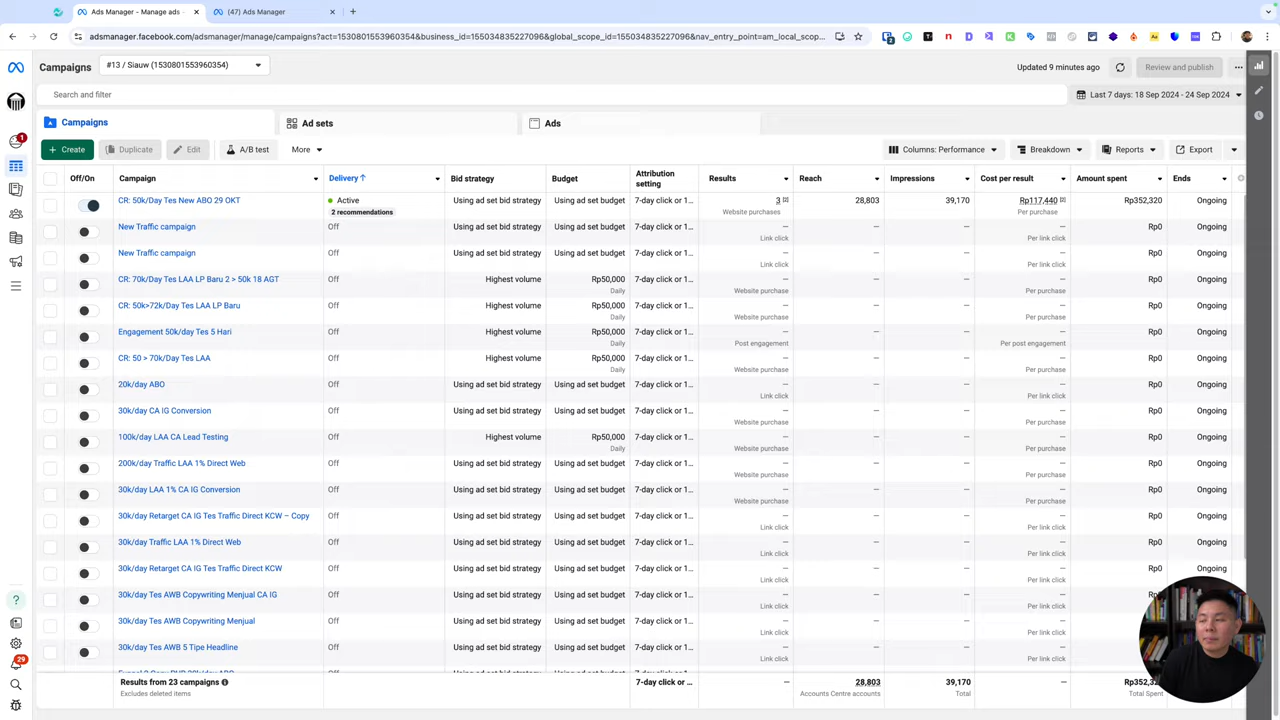 Ads Manager - Manage ads -
(47) Ads Manager
adsmanager.facebook.com/adsmanager/manage/campaigns?act=1530801553960354&business_id=155034835227096&global_scope_id=155034835227096&nav_entry_point=am_local_scop...
Campaigns
#13 / Siauw (1530801553960354)
Updated 9 minutes ago
Review and publish
Search and filter
Last 7 days: 18 Sep 2024 - 24 Sep 2024
Campaigns
Ad sets
Ads
+ Create
Duplicate
Edit
A/B test
More
Columns: Performance
Breakdown
Reports
Export
Off/On Campaign Delivery ↑ Bid strategy Budget Attribution setting Results Reach Impressions Cost per result Amount spent Ends
CR: 50k/Day Tes New ABO 29 OKT Active Using ad set bid strategy Using ad set budget 7-day click or 1... 3 [2] 28,803 39,170 Rp117,440 [2] Rp352,320 Ongoing
2 recommendations Website purchases Per purchase
New Traffic campaign Off Using ad set bid strategy Using ad set budget 7-day click or 1... — — — — Rp0 Ongoing
Link click Per link click
New Traffic campaign Off Using ad set bid strategy Using ad set budget 7-day click or 1... — — — — Rp0 Ongoing
Link click Per link click
CR: 70k/Day Tes LAA LP Baru 2 > 50k 18 AGT Off Highest volume Rp50,000 7-day click or 1... — — — — Rp0 Ongoing
Daily Website purchase Per purchase
CR: 50k>72k/Day Tes LAA LP Baru Off Highest volume Rp50,000 7-day click or 1... — — — — Rp0 Ongoing
Daily Website purchase Per purchase
Engagement 50k/day Tes 5 Hari Off Highest volume Rp50,000 7-day click or 1... — — — — Rp0 Ongoing
Daily Post engagement Per post engagement
CR: 50 > 70k/Day Tes LAA Off Highest volume Rp50,000 7-day click or 1... — — — — Rp0 Ongoing
Daily Website purchase Per purchase
20k/day ABO Off Using ad set bid strategy Using ad set budget 7-day click or 1... — — — — Rp0 Ongoing
Link click Per link click
30k/day CA IG Conversion Off Using ad set bid strategy Using ad set budget 7-day click or 1... — — — — Rp0 Ongoing
Website purchase Per purchase
100k/day LAA CA Lead Testing Off Highest volume Rp50,000 7-day click or 1... — — — — Rp0 Ongoing
Daily Website purchase Per purchase
200k/day Traffic LAA 1% Direct Web Off Using ad set bid strategy Using ad set budget 7-day click or 1... — — — — Rp0 Ongoing
Website purchase Per purchase
30k/day LAA 1% CA IG Conversion Off Using ad set bid strategy Using ad set budget 7-day click or 1... — — — — Rp0 Ongoing
Website purchase Per purchase
30k/day Retarget CA IG Tes Traffic Direct KCW – Copy Off Using ad set bid strategy Using ad set budget 7-day click or 1... — — — — Rp0 Ongoing
Link click Per link click
30k/day Traffic LAA 1% Direct Web Off Using ad set bid strategy Using ad set budget 7-day click or 1... — — — — Rp0 Ongoing
Link click Per link click
30k/day Retarget CA IG Tes Traffic Direct KCW Off Using ad set bid strategy Using ad set budget 7-day click or 1... — — — — Rp0 Ongoing
Link click Per link click
30k/day Tes AWB Copywriting Menjual CA IG Off Using ad set bid strategy Using ad set budget 7-day click or 1... — — — — Rp0
Link click Per link click
30k/day Tes AWB Copywriting Menjual Off Using ad set bid strategy Using ad set budget 7-day click or 1... — — — —
Link click Per link click
30k/day Tes AWB 5 Tipe Headline Off Using ad set bid strategy Using ad set budget 7-day click or 1... — — — — Rp0
Link click Per link click
Results from 23 campaigns 7-day click or ... — 28,803 39,170 — Rp352,32
Excludes deleted items Accounts Centre accounts Total Total Spent
1
29